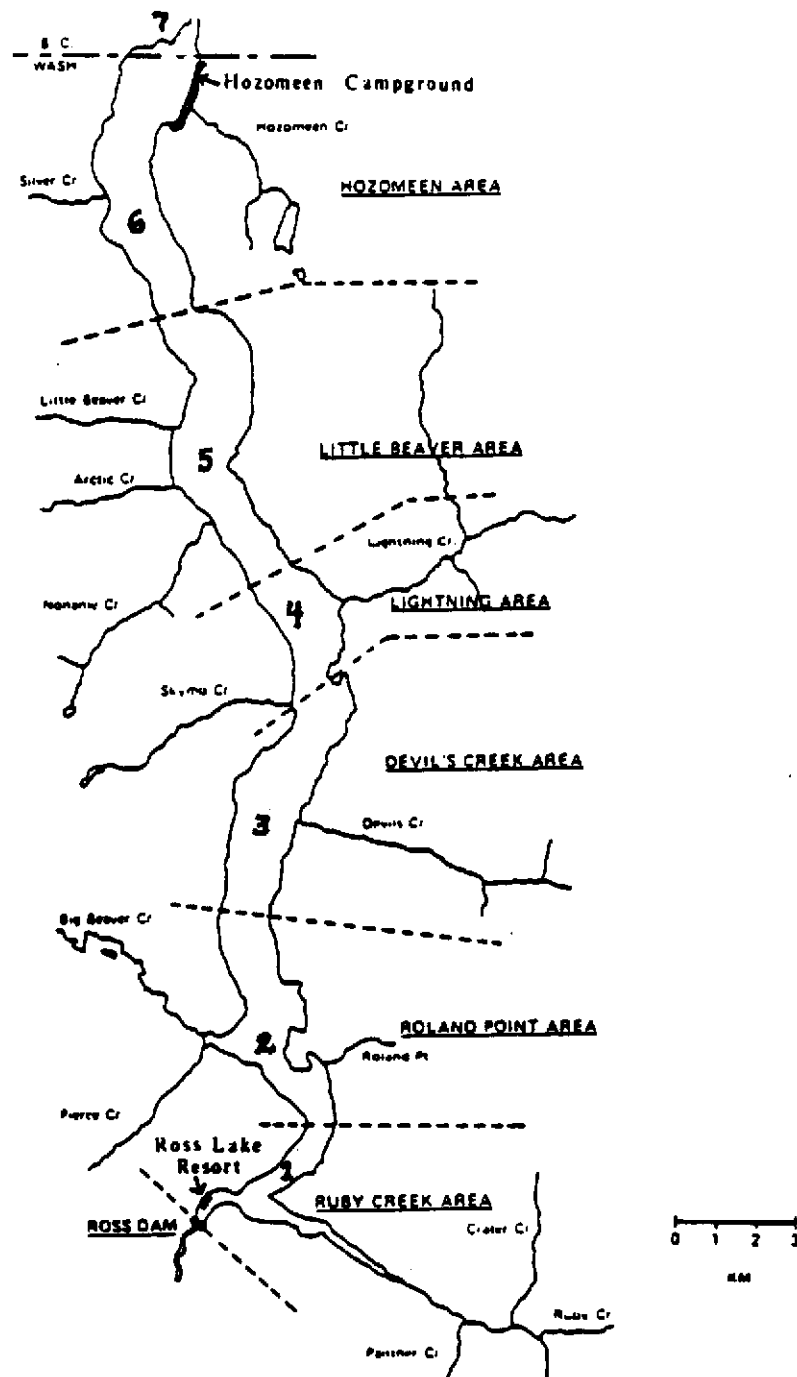 7
B C.
WASH
Hozomeen Campground
Hozomeen Cr
Silver Cr
HOZOMEEN AREA
6
Little Beaver Cr
LITTLE BEAVER AREA
5
Arctic Cr
Lightning Cr.
LIGHTNING AREA
4
Cr
Skymo Cr
DEVIL'S CREEK AREA
3
Devils Cr
Big Beaver Cr
ROLAND POINT AREA
2
Roland Pt
Pierce Cr
Ross Lake
Resort
1
RUBY CREEK AREA
ROSS DAM
Crater Cr
0 1 2 3
KM
Ruby Cr
Panther Cr